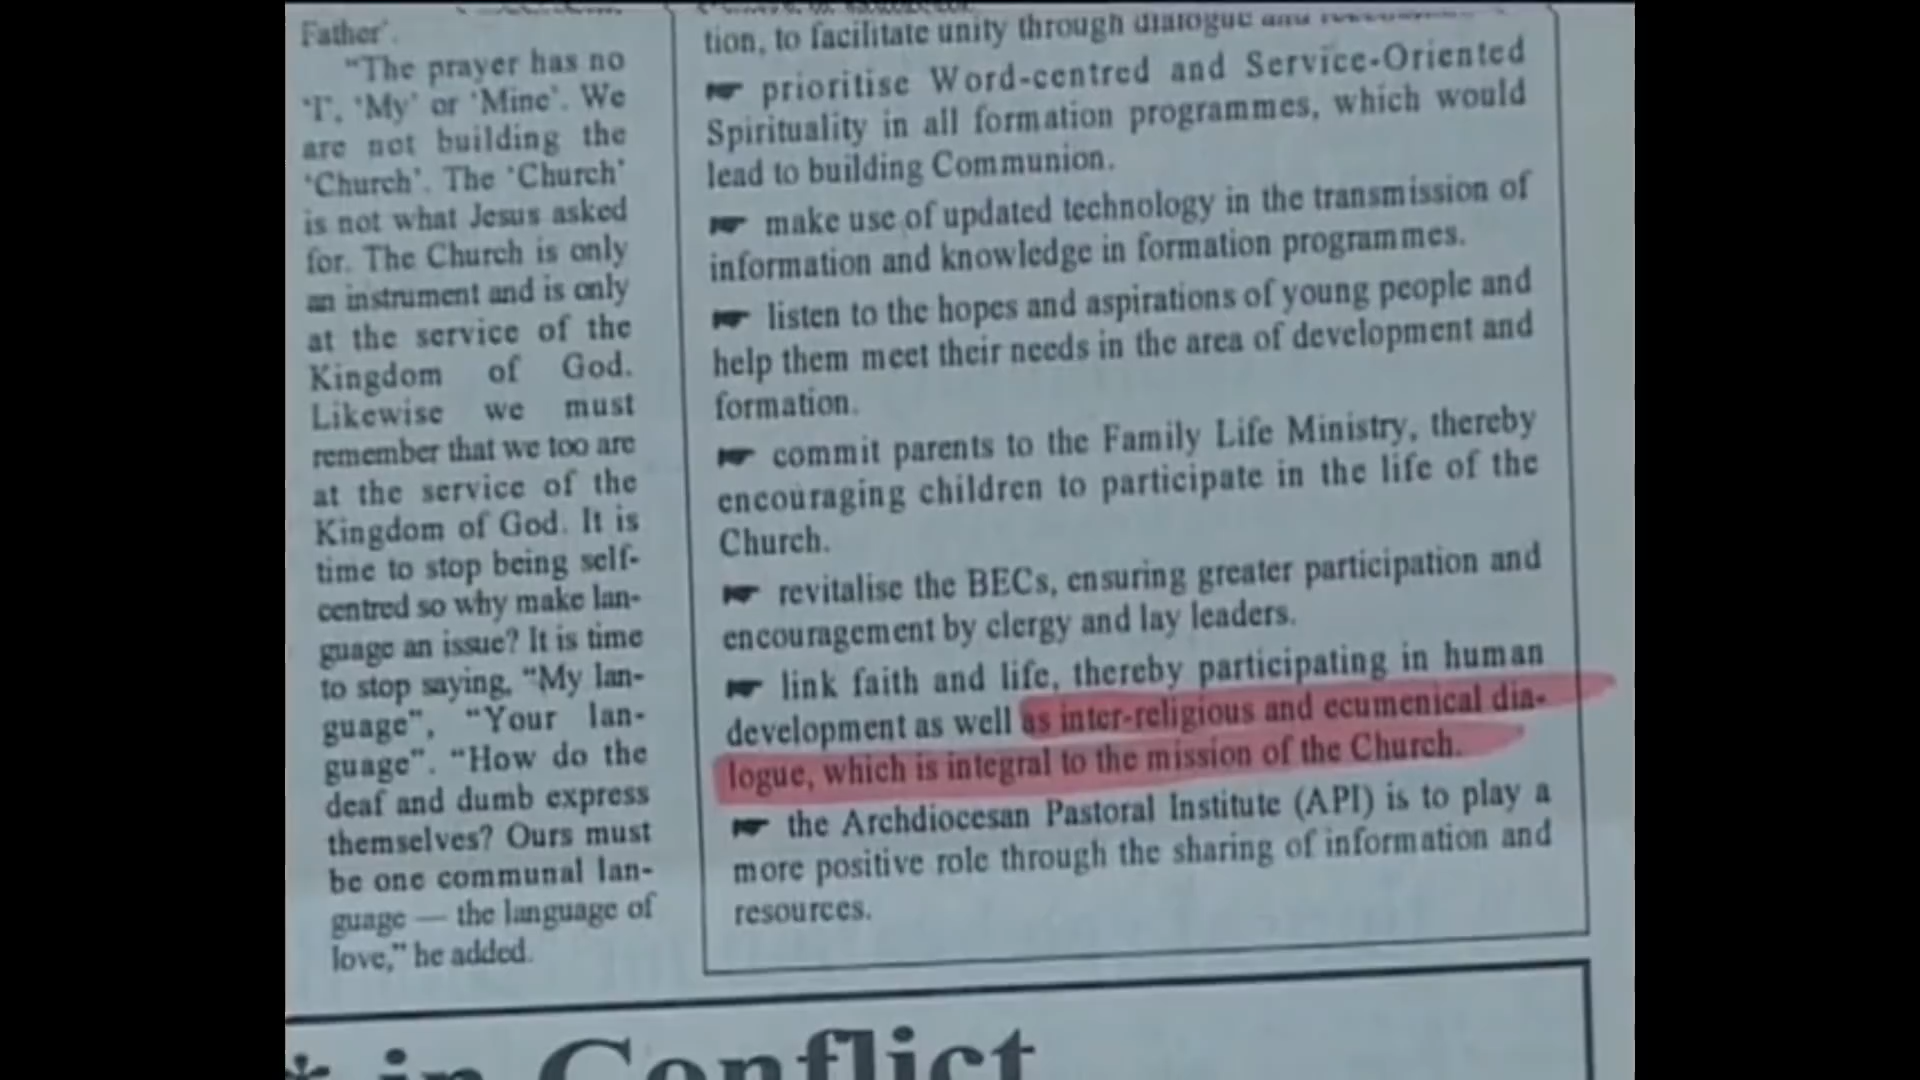 Father'.
"The prayer has no
'I', 'My' or 'Mine'. We
are not building the
'Church'. The 'Church'
is not what Jesus asked
for. The Church is only
an instrument and is only
at the service of the
Kingdom of God.
Likewise we must
remember that we too are
at the service of the
Kingdom of God. It is
time to stop being self-
centred so why make lan-
guage an issue? It is time
to stop saying, "My lan-
guage", "Your lan-
guage". "How do the
deaf and dumb express
themselves? Ours must
be one communal lan-
guage — the language of
love," he added.
tion, to facilitate unity through dialogue and
☛ prioritise Word-centred and Service-Oriented
Spirituality in all formation programmes, which would
lead to building Communion.
☛ make use of updated technology in the transmission of
information and knowledge in formation programmes.
☛ listen to the hopes and aspirations of young people and
help them meet their needs in the area of development and
formation.
☛ commit parents to the Family Life Ministry, thereby
encouraging children to participate in the life of the
Church.
☛ revitalise the BECs, ensuring greater participation and
encouragement by clergy and lay leaders.
☛ link faith and life, thereby participating in human
development as well as inter-religious and ecumenical dia-
logue, which is integral to the mission of the Church.
☛ the Archdiocesan Pastoral Institute (API) is to play a
more positive role through the sharing of information and
resources.
* in Conflict